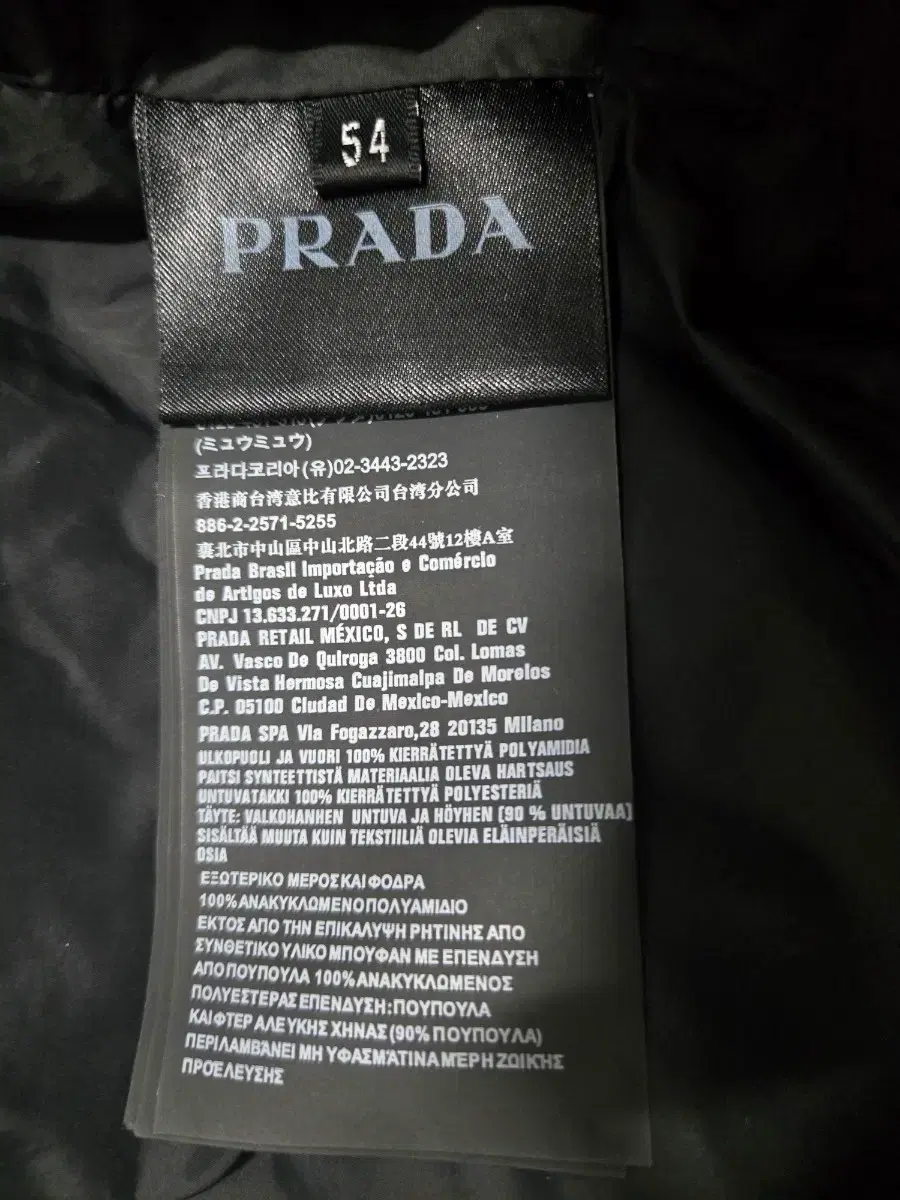 54
PRADA
(ミュウミュウ)
프라다코리아(유)02-3443-2323
香港商台湾意比有限公司台湾分公司
886-2-2571-5255
裏北市中山區中山北路二段44號12樓A室
Prada Brasil Importação e Comércio
de Artigos de Luxo Ltda
CNPJ 13.633.271/0001-26
PRADA RETAIL MÉXICO, S DE RL DE CV
AV. Vasco De Quiroga 3800 Col. Lomas
De Vista Hermosa Cuajimalpa De Morelos
C.P. 05100 Ciudad De Mexico-Mexico
PRADA SPA Via Fogazzaro,28 20135 Milano
ULKOPUOLI JA VUORI 100% KIERRÄTETTYÄ POLYAMIDIA
PAITSI SYNTEETTISTÄ MATERIAALIA OLEVA HARTSAUS
UNTUVATAKKI 100% KIERRÄTETTYÄ POLYESTERIÄ
TÄYTE: VALKOHANHEN UNTUVA JA HÖYHEN (90 % UNTUVAA)
SISÄLTÄÄ MUUTA KUIN TEKSTIILIÄ OLEVIA ELÄINPERÄISIÄ
OSIA
ΕΞΩΤΕΡΙΚΟ ΜΕΡΟΣ ΚΑΙ ΦΟΔΡΑ
100% ΑΝΑΚΥΚΛΩΜΕΝΟ ΠΟΛΥΑΜΙΔΙΟ
ΕΚΤΟΣ ΑΠΟ ΤΗΝ ΕΠΙΚΑΛΥΨΗ ΡΗΤΙΝΗΣ ΑΠΟ
ΣΥΝΘΕΤΙΚΟ ΥΛΙΚΟ ΜΠΟΥΦΑΝ ΜΕ ΕΠΕΝΔΥΣΗ
ΑΠΟ ΠΟΥΠΟΥΛΑ 100% ΑΝΑΚΥΚΛΩΜΕΝΟΣ
ΠΟΛΥΕΣΤΕΡΑΣ ΕΠΕΝΔΥΣΗ: ΠΟΥΠΟΥΛΑ
ΚΑΙ ΦΤΕΡΑ ΛΕΥΚΗΣ ΧΗΝΑΣ (90% ΠΟΥΠΟΥΛΑ)
ΠΕΡΙΛΑΜΒΆΝΕΙ ΜΗ ΥΦΑΣΜΆΤΙΝΑ ΜΈΡΗ ΖΩΙΚΉΣ
ΠΡΟΈΛΕΥΣΗΣ